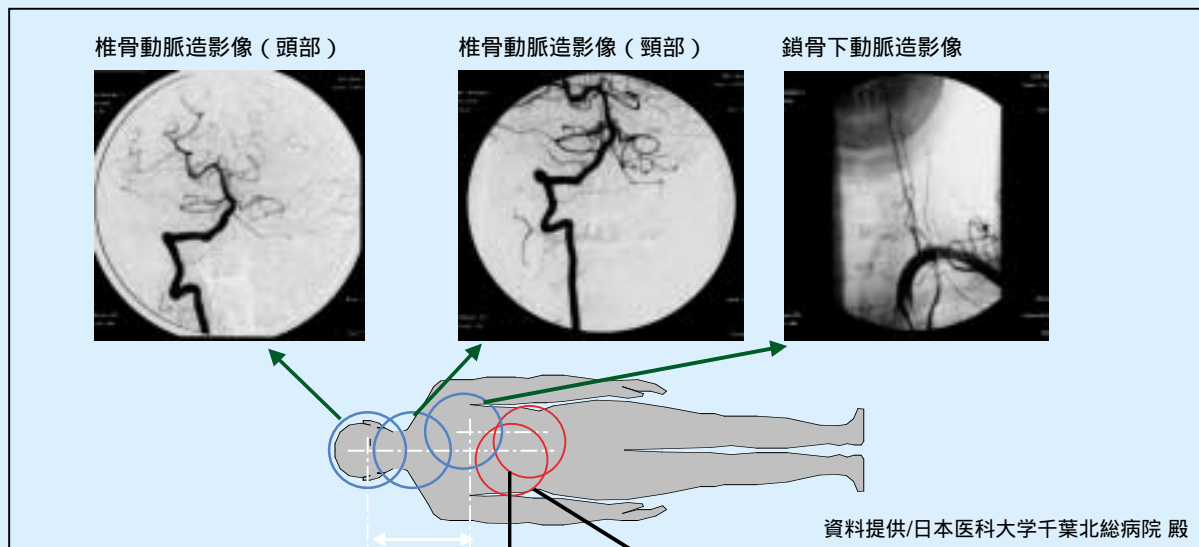 椎骨動脈造影像（頭部）
椎骨動脈造影像（頸部）
鎖骨下動脈造影像
資料提供/日本医科大学千葉北総病院 殿